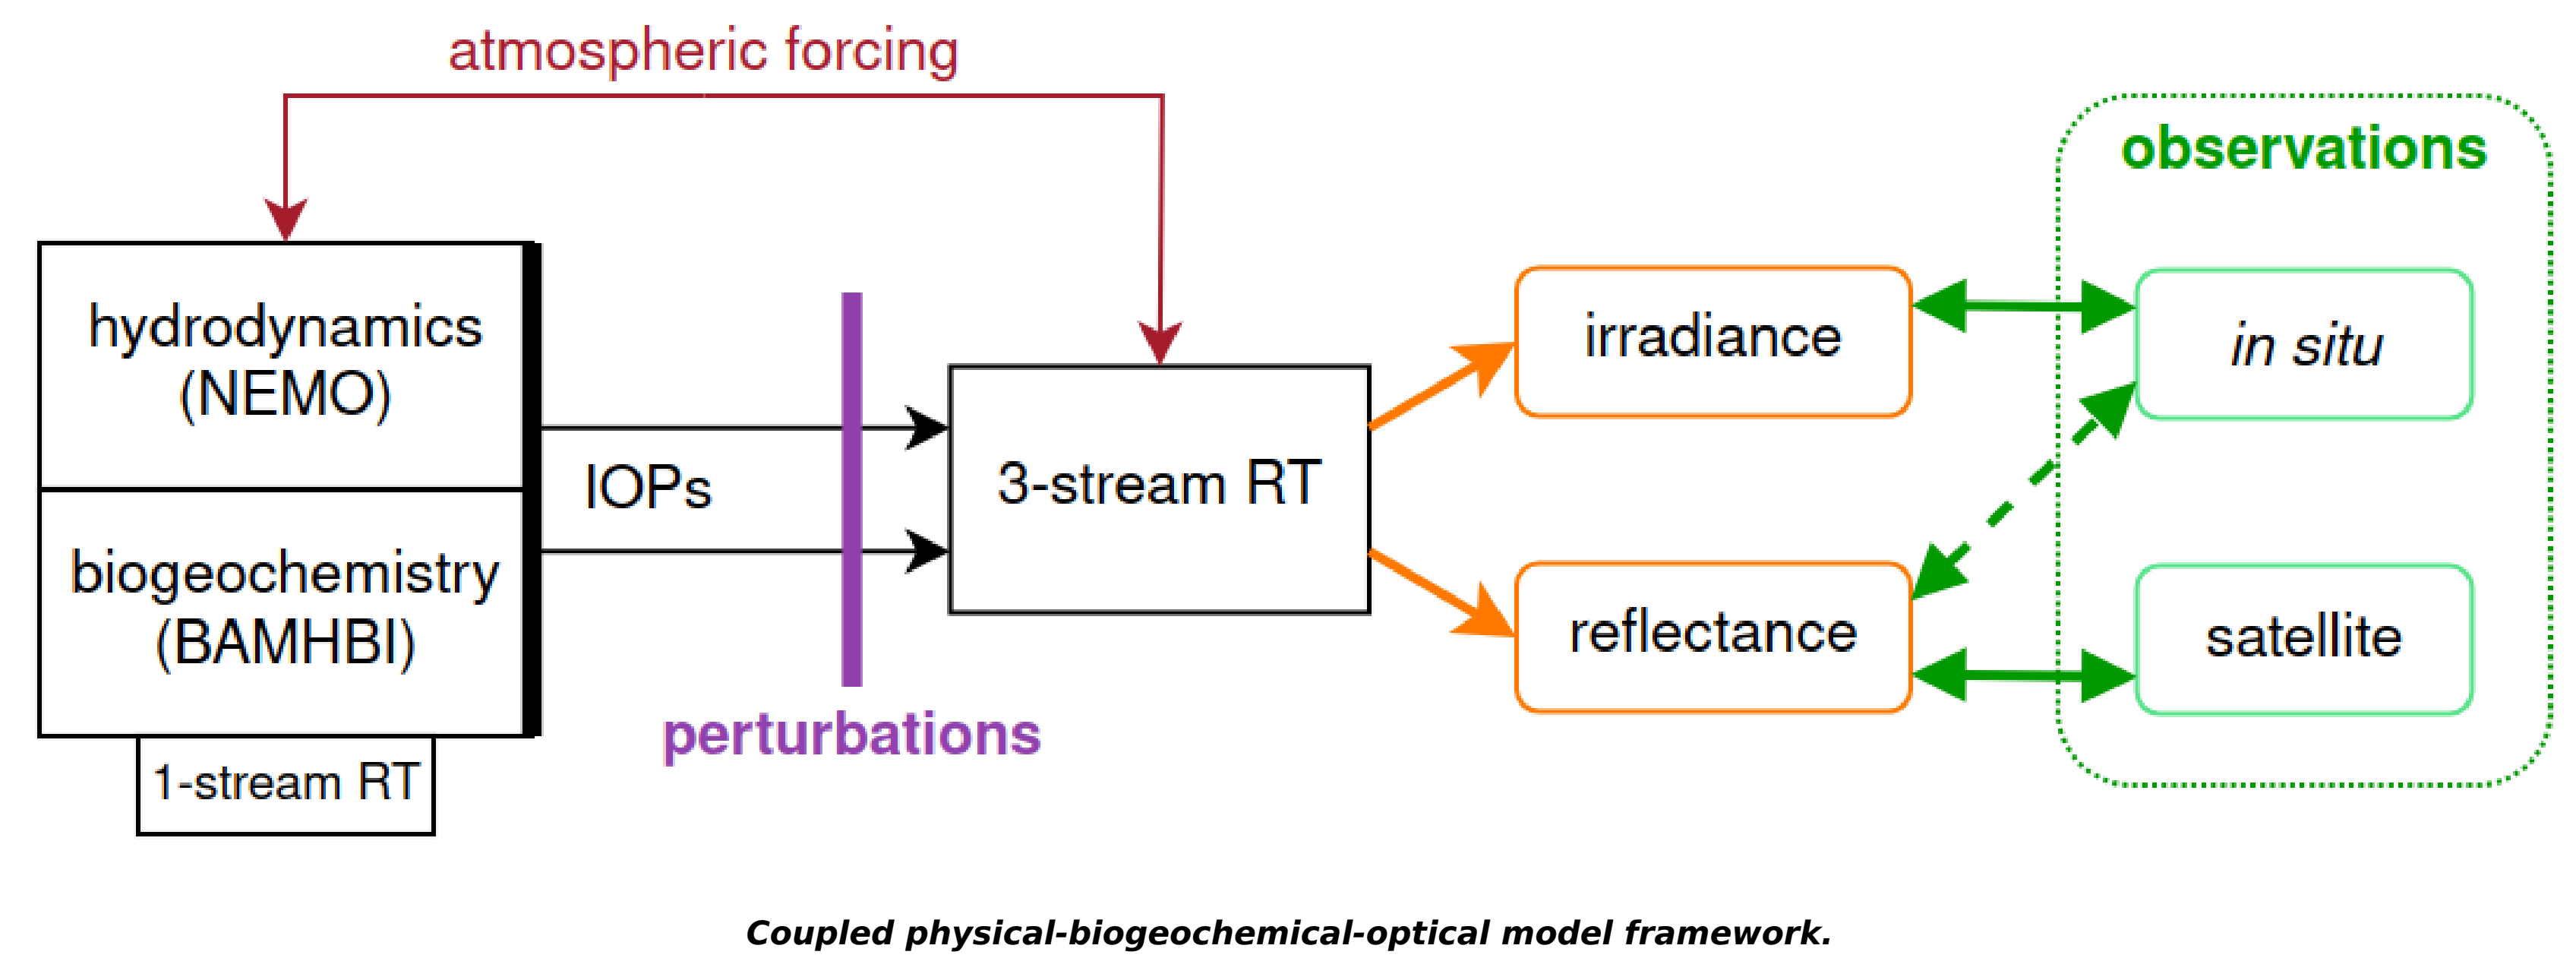 atmospheric forcing
observations
hydrodynamics
(NEMO)
irradiance
in situ
IOPs
3-stream RT
biogeochemistry
(BAMHBI)
reflectance
satellite
perturbations
1-stream RT
Coupled physical-biogeochemical-optical model framework.